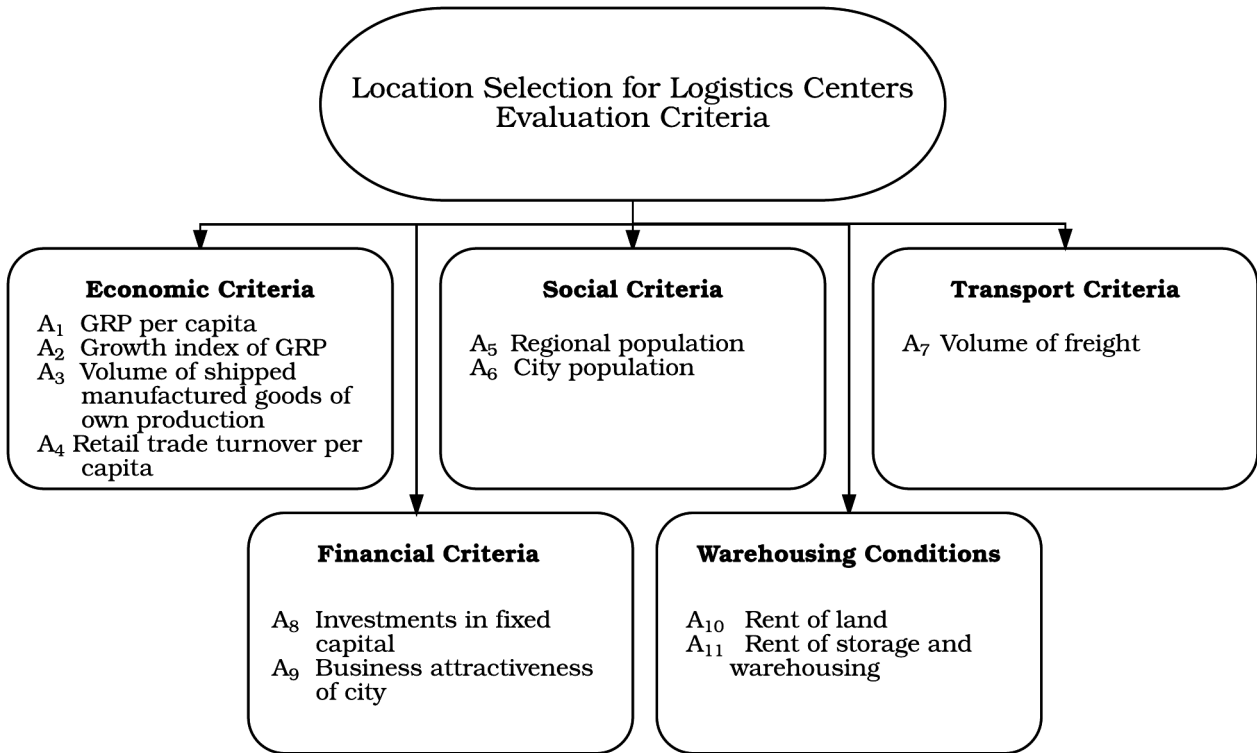 Location Selection for Logistics Centers
Evaluation Criteria
Economic Criteria
A₁ GRP per capita
A₂ Growth index of GRP
A₃ Volume of shipped
manufactured goods of
own production
A₄ Retail trade turnover per
capita
Social Criteria
A₅ Regional population
A₆ City population
Transport Criteria
A₇ Volume of freight
Financial Criteria
A₈ Investments in fixed
capital
A₉ Business attractiveness
of city
Warehousing Conditions
A₁₀ Rent of land
A₁₁ Rent of storage and
warehousing